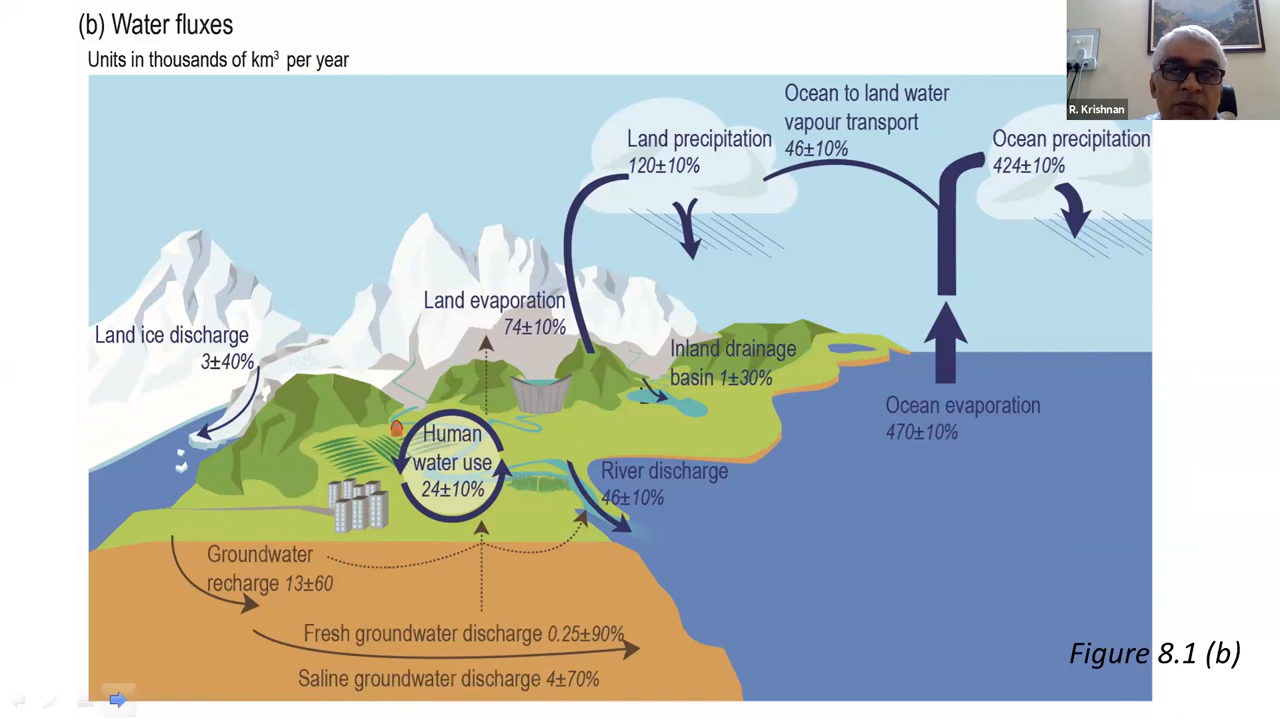 (b) Water fluxes
Units in thousands of km³ per year
R. Krishnan
Ocean to land water
vapour transport
46±10%
Land precipitation
120±10%
Ocean precipitation
424±10%
Land evaporation
74±10%
Land ice discharge
3±40%
Inland drainage
basin 1±30%
Ocean evaporation
470±10%
Human
water use
24±10%
River discharge
46±10%
Groundwater
recharge 13±60
Fresh groundwater discharge 0.25±90%
Saline groundwater discharge 4±70%
Figure 8.1 (b)